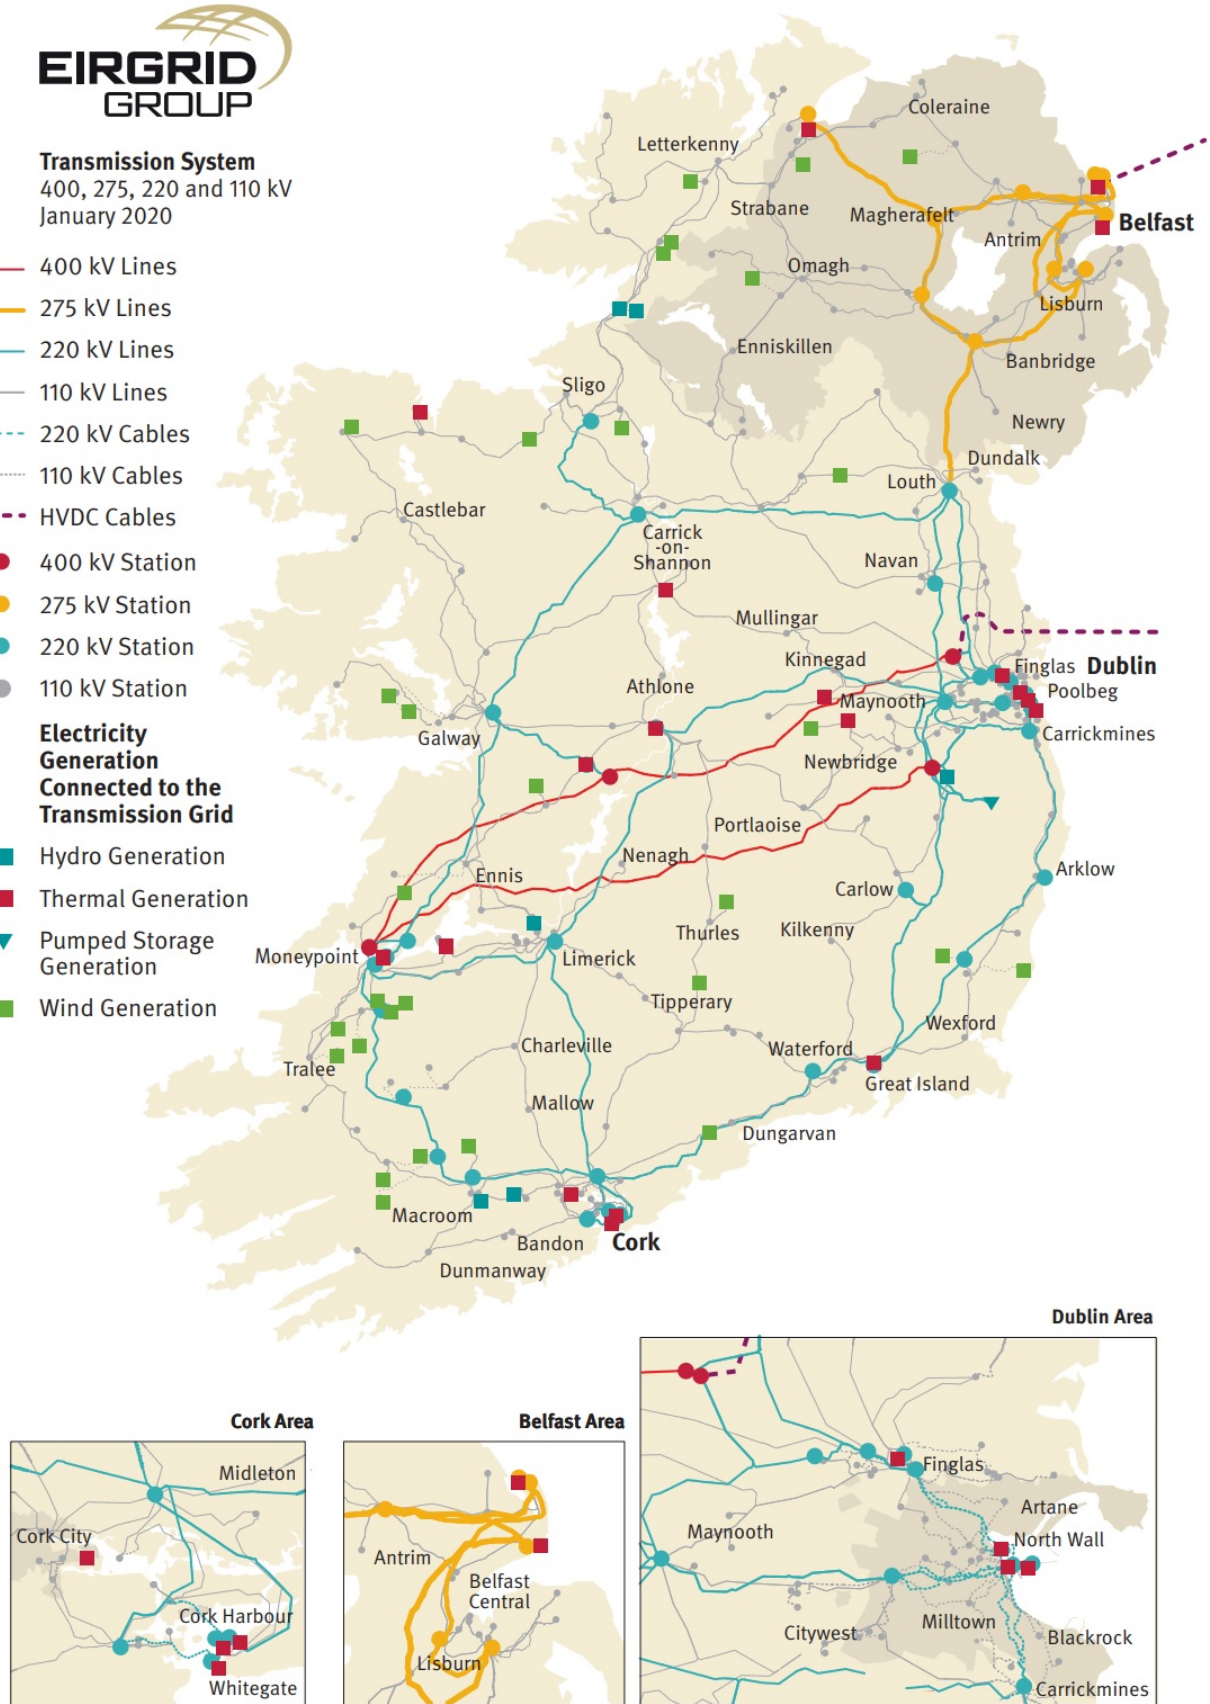 EIRGRID
GROUP
Transmission System
400, 275, 220 and 110 kV
January 2020
400 kV Lines
275 kV Lines
220 kV Lines
110 kV Lines
220 kV Cables
110 kV Cables
HVDC Cables
400 kV Station
275 kV Station
220 kV Station
110 kV Station
Electricity
Generation
Connected to the
Transmission Grid
Hydro Generation
Thermal Generation
Pumped Storage
Generation
Wind Generation
Coleraine
Letterkenny
Strabane
Magherafelt
Belfast
Antrim
Omagh
Lisburn
Enniskillen
Banbridge
Sligo
Newry
Dundalk
Louth
Castlebar
Carrick
-on-
Shannon
Navan
Mullingar
Kinnegad
Finglas
Dublin
Athlone
Poolbeg
Maynooth
Galway
Carrickmines
Newbridge
Portlaoise
Nenagh
Arklow
Ennis
Carlow
Thurles
Kilkenny
Moneypoint
Limerick
Tipperary
Wexford
Charleville
Waterford
Tralee
Great Island
Mallow
Dungarvan
Macroom
Bandon
Cork
Dunmanway
Cork Area
Midleton
Cork City
Cork Harbour
Whitegate
Belfast Area
Antrim
Belfast
Central
Lisburn
Dublin Area
Finglas
Artane
Maynooth
North Wall
Milltown
Citywest
Blackrock
Carrickmines